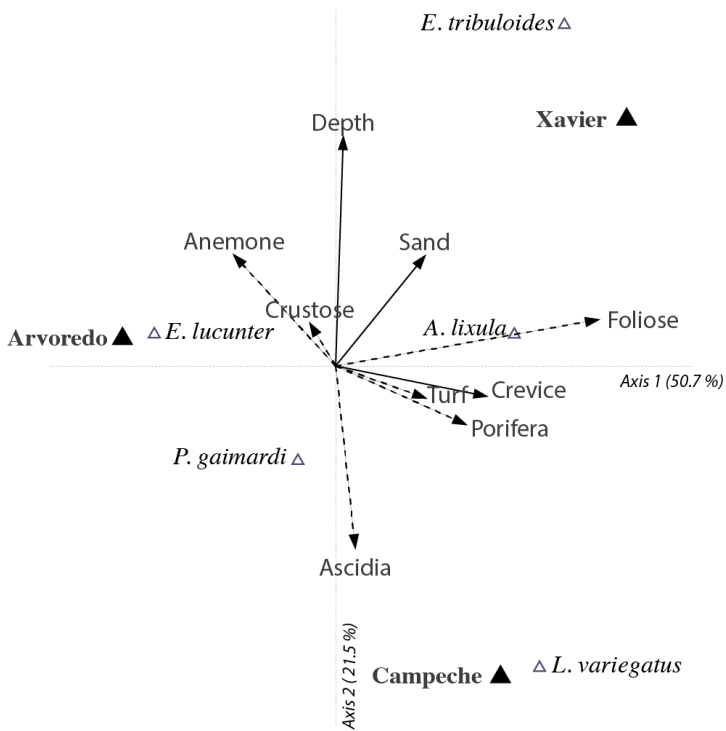 E. tribuloides
Xavier
Depth
Anemone
Sand
Crustose
Foliose
Arvoredo
E. lucunter
A. lixula
Axis 1 (50.7 %)
Turf
Crevice
Porifera
P. gaimardi
Ascidia
Axis 2 ( 21.5 %)
Campeche
L. variegatus